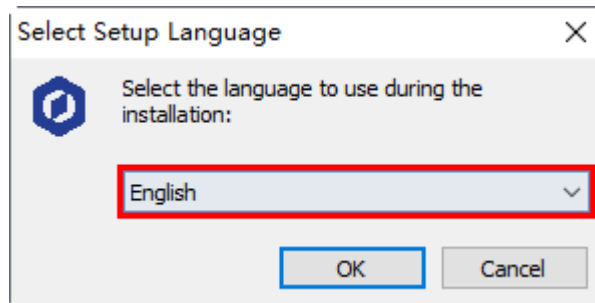 Select Setup Language
Select the language to use during the
installation:
English
OK
Cancel